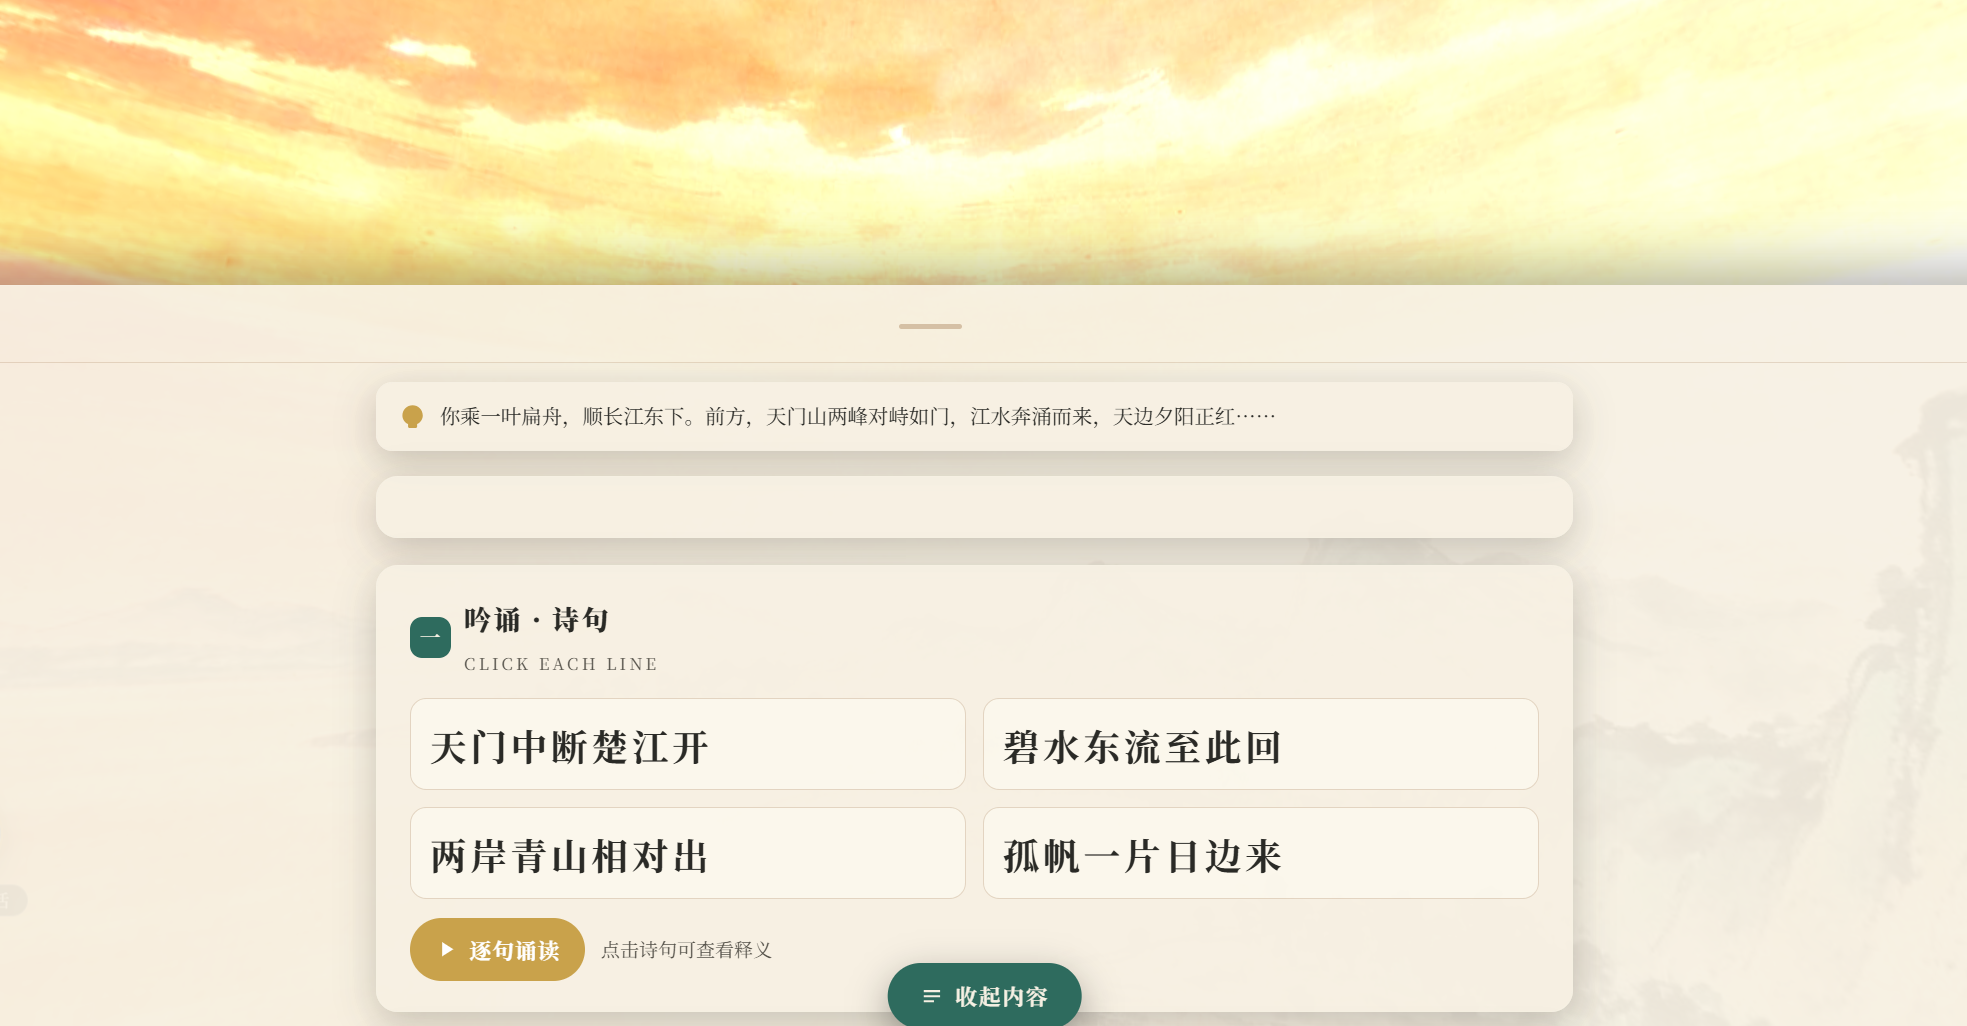 你乘一叶扁舟，顺长江东下。前方，天门山两峰对峙如门，江水奔涌而来，天边夕阳正红……
一
吟诵·诗句
CLICK EACH LINE
天门中断楚江开
碧水东流至此回
两岸青山相对出
孤帆一片日边来
逐句诵读
点击诗句可查看释义
收起内容